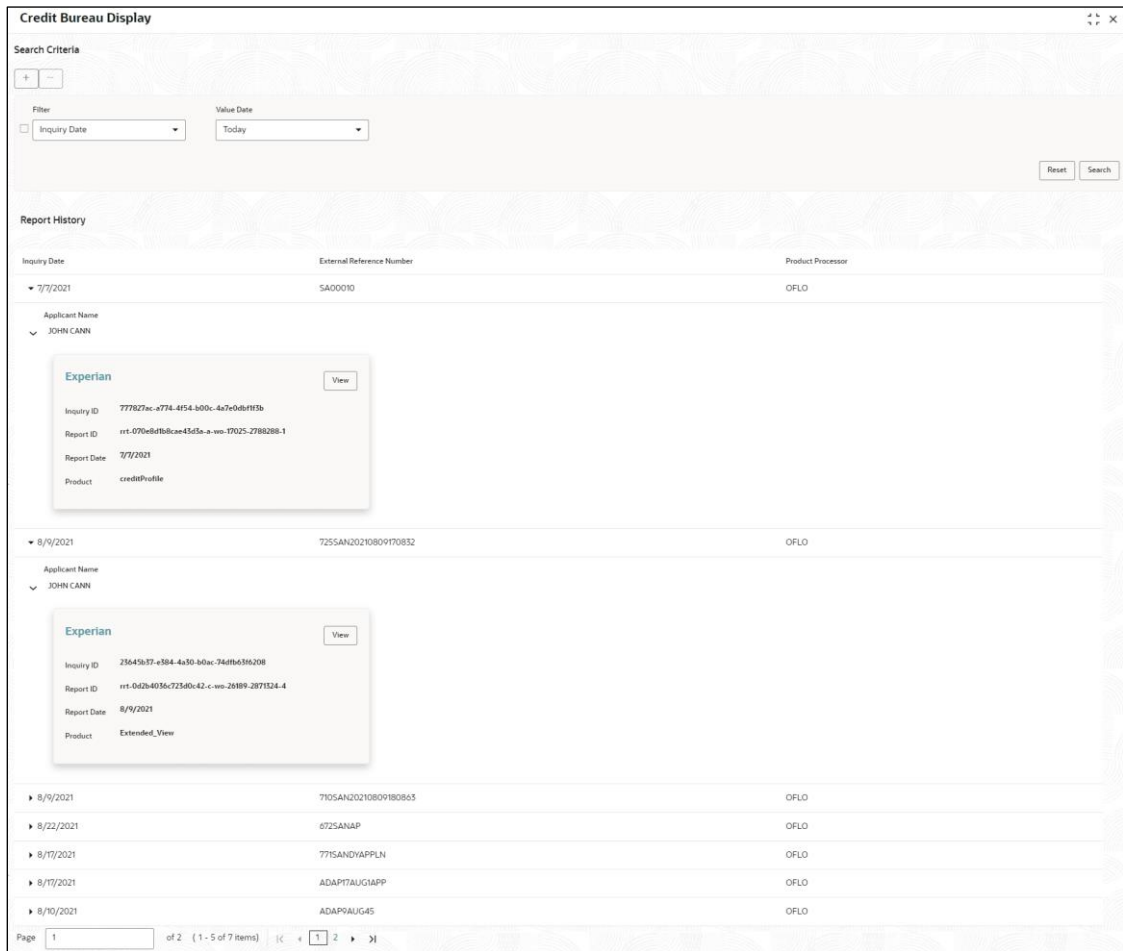 Credit Bureau Display
Search Criteria
Filter Value Date
Inquiry Date Today
Reset Search
Report History
Inquiry Date External Reference Number Product Processor
7/7/2021 SA00010 OFLO
Applicant Name
JOHN CANN
Experian View
Inquiry ID 777827ac-a774-4f54-b00c-4a7e0dbf1f3b
Report ID rrt-070e8d1b8cae43d3a-a-wo-17025-2788288-1
Report Date 7/7/2021
Product creditProfile
8/9/2021 725SAN20210809170832 OFLO
Applicant Name
JOHN CANN
Experian View
Inquiry ID 23645b37-e384-4a30-b0ac-74dfb63f6208
Report ID rrt-0d2b4036c723d0c42-c-wo-26189-2871324-4
Report Date 8/9/2021
Product Extended_View
8/9/2021 710SAN20210809180863 OFLO
8/22/2021 672SANAP OFLO
8/17/2021 771SANDYAPPLN OFLO
8/17/2021 ADAP17AUG1APP OFLO
8/10/2021 ADAP9AUG45 OFLO
Page 1 of 2 (1 - 5 of 7 items) 1 2